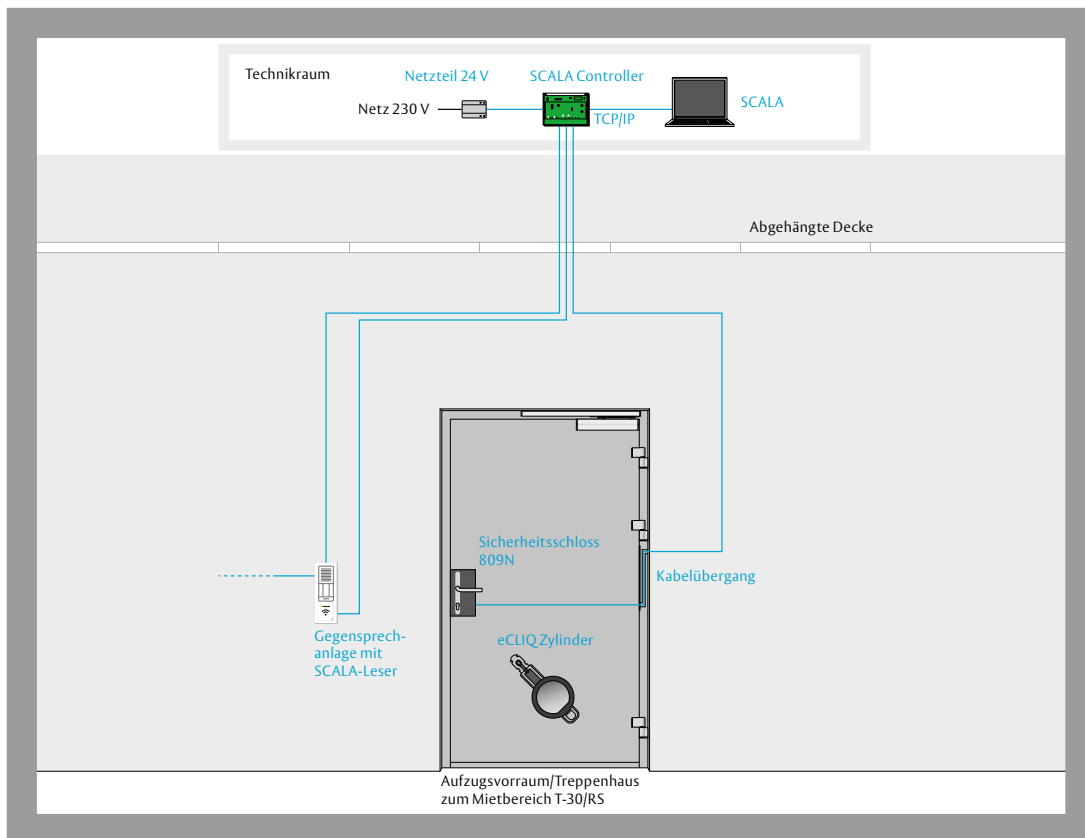 Technikraum
Netzteil 24 V
SCALA Controller
Netz 230 V
SCALA
TCP/IP
Abgehängte Decke
Sicherheitsschloss
809N
Kabelübergang
Gegensprech-
anlage mit
SCALA-Leser
eCLIQ Zylinder
Aufzugsvorraum/Treppenhaus
zum Mietbereich T-30/RS